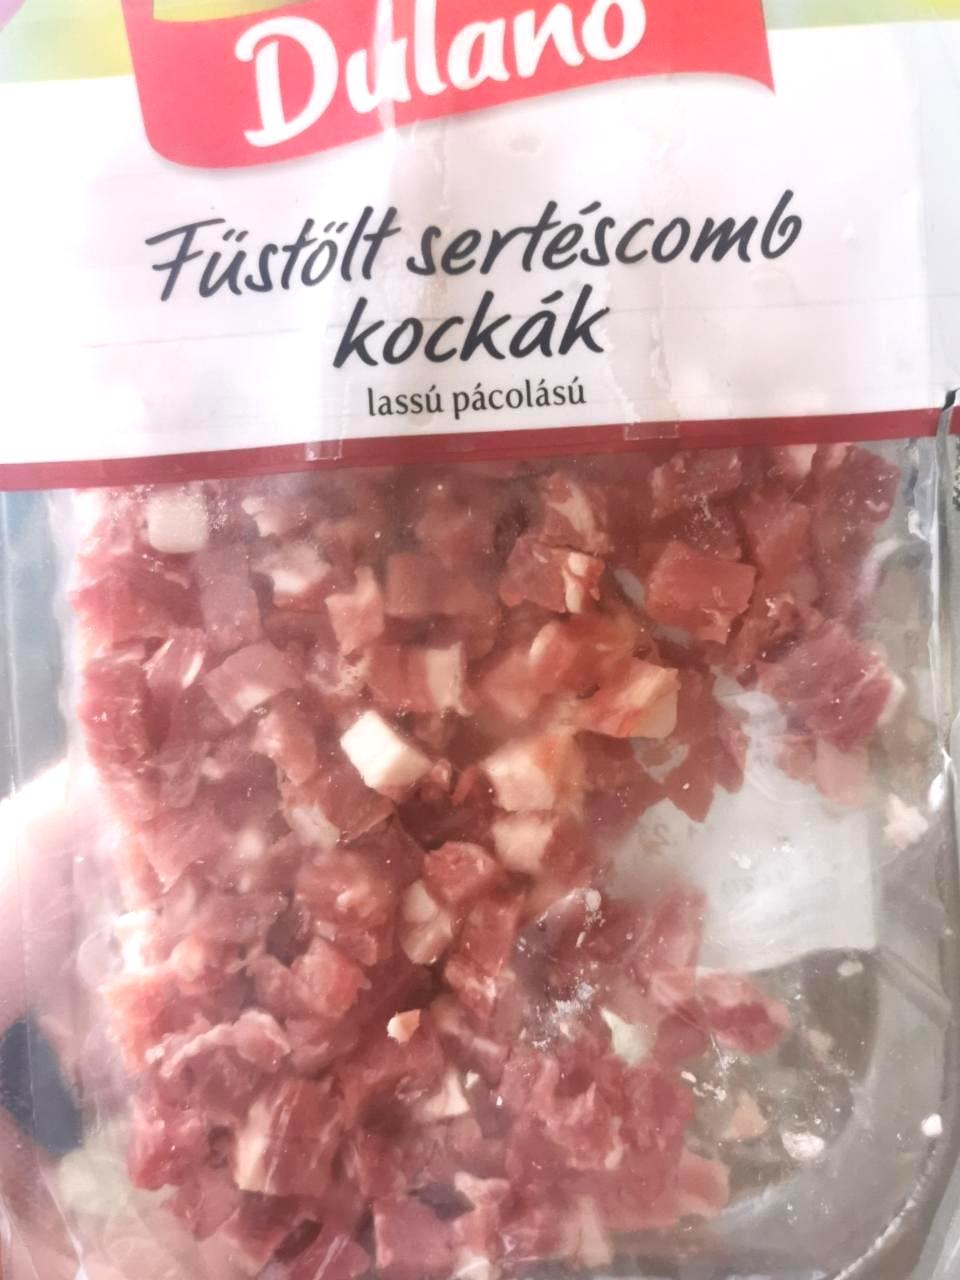 Dulano
Füstölt sertéscomb
kockák
lassú pácolású